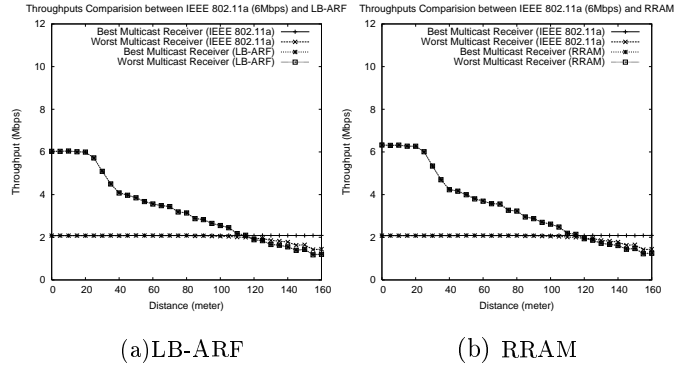 Throughputs Comparision between IEEE 802.11a (6Mbps) and LB-ARF
12
10
8
6
4
2
0
Throughput (Mbps)
Best Multicast Receiver (IEEE 802.11a)
Worst Multicast Receiver (IEEE 802.11a)
Best Multicast Receiver (LB-ARF)
Worst Multicast Receiver (LB-ARF)
0 20 40 60 80 100 120 140 160
Distance (meter)
(a)LB-ARF
Throughputs Comparision between IEEE 802.11a (6Mbps) and RRAM
12
10
8
6
4
2
0
Throughput (Mbps)
Best Multicast Receiver (IEEE 802.11a)
Worst Multicast Receiver (IEEE 802.11a)
Best Multicast Receiver (RRAM)
Worst Multicast Receiver (RRAM)
0 20 40 60 80 100 120 140 160
Distance (meter)
(b) RRAM